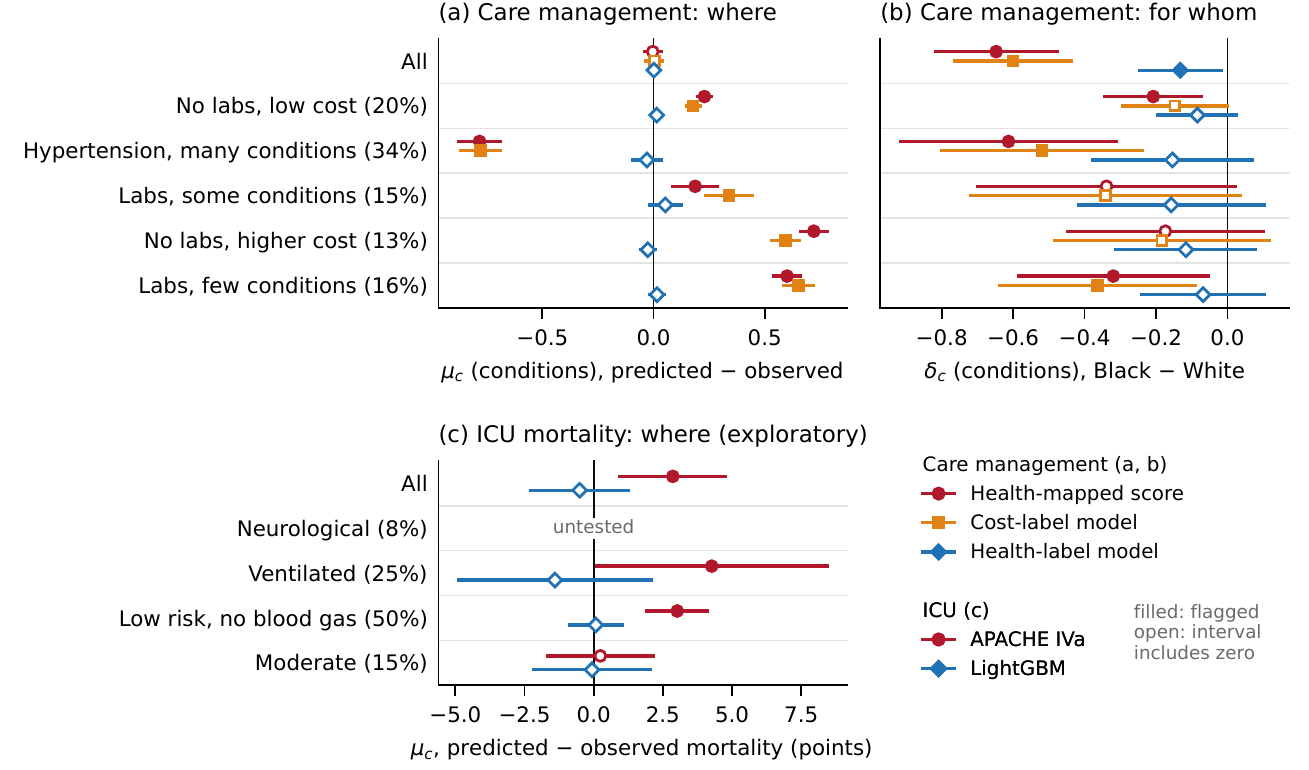 (a) Care management: where
(b) Care management: for whom
All
No labs, low cost (20%)
Hypertension, many conditions (34%)
Labs, some conditions (15%)
No labs, higher cost (13%)
Labs, few conditions (16%)
−0.5 0.0 0.5
−0.8 −0.6 −0.4 −0.2 0.0
μc (conditions), predicted − observed
δc (conditions), Black − White
(c) ICU mortality: where (exploratory)
All
Neurological (8%)
untested
Ventilated (25%)
Low risk, no blood gas (50%)
Moderate (15%)
−5.0 −2.5 0.0 2.5 5.0 7.5
μc, predicted − observed mortality (points)
Care management (a, b)
Health-mapped score
Cost-label model
Health-label model
ICU (c)
APACHE IVa
LightGBM
filled: flagged
open: interval
includes zero